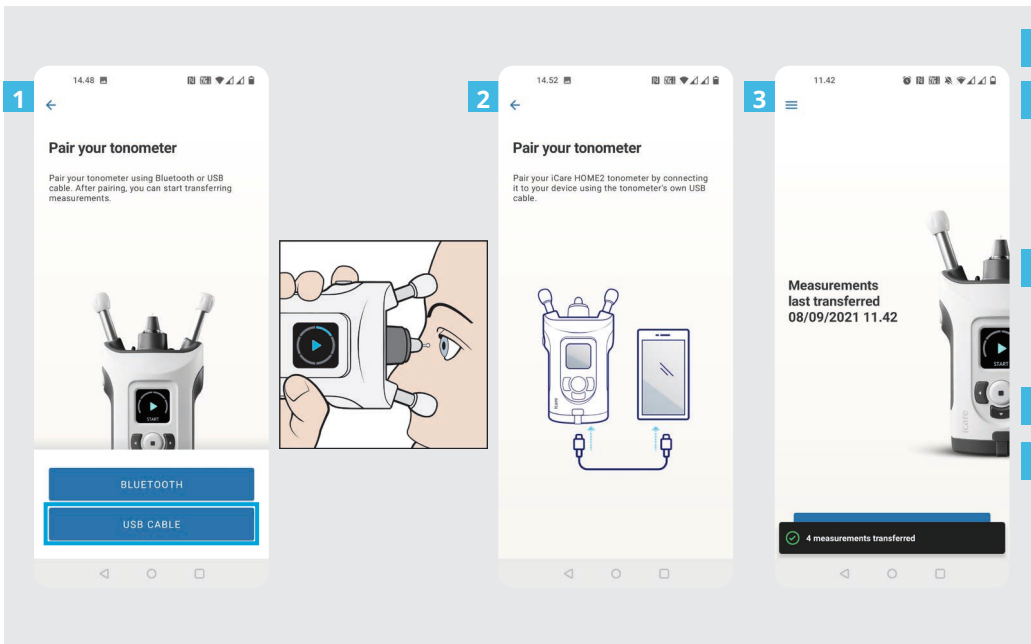 1
14.48
Pair your tonometer
Pair your tonometer using Bluetooth or USB
cable. After pairing, you can start transferring
measurements.
START
BLUETOOTH
USB CABLE
2
14.52
Pair your tonometer
Pair your iCare HOME2 tonometer by connecting
it to your device using the tonometer's own USB
cable.
icare
3
11.42
Measurements
last transferred
08/09/2021 11.42
START
icare
4 measurements transferred